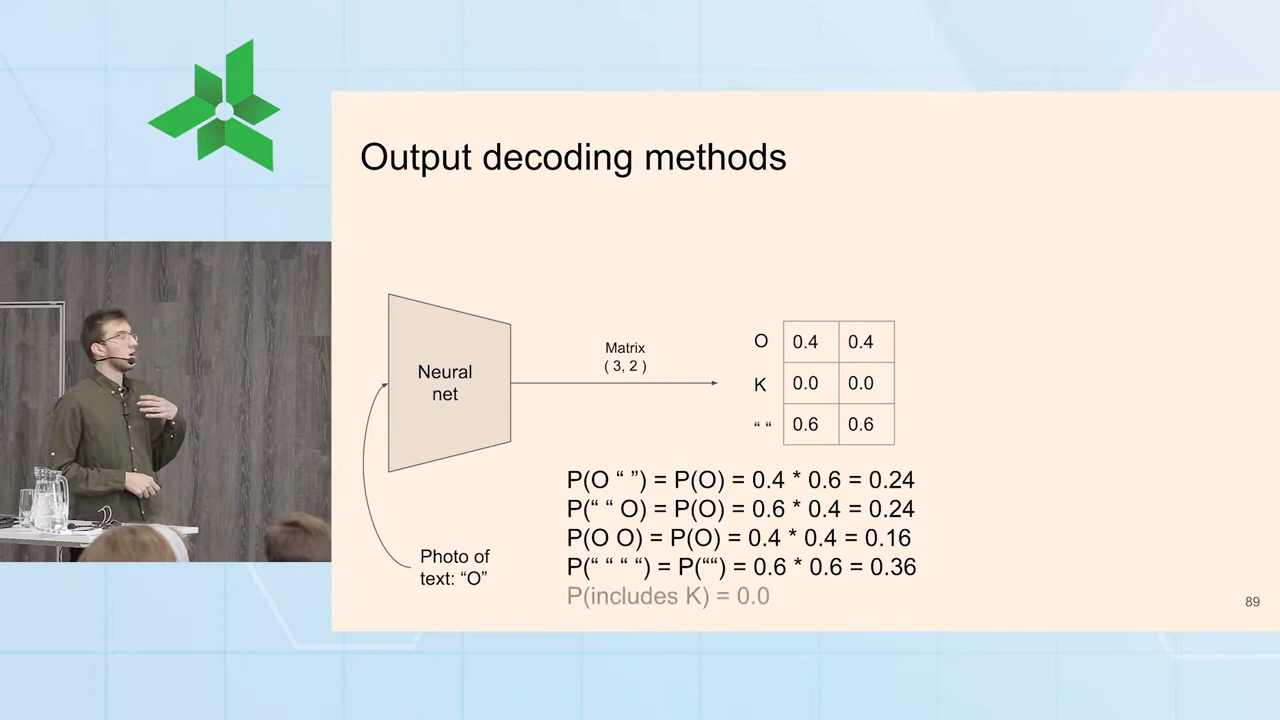 Output decoding methods
Neural
net
Matrix
( 3, 2 )
O 0.4 0.4
K 0.0 0.0
“ “ 0.6 0.6
P(O “ ”) = P(O) = 0.4 * 0.6 = 0.24
P(“ “ O) = P(O) = 0.6 * 0.4 = 0.24
P(O O) = P(O) = 0.4 * 0.4 = 0.16
P(“ “ “ “) = P(““) = 0.6 * 0.6 = 0.36
P(includes K) = 0.0
Photo of
text: “O”
89